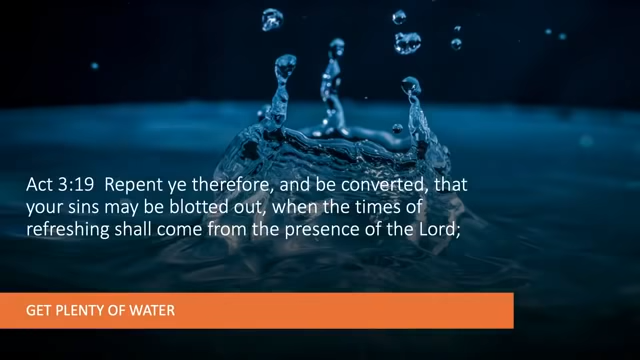 Act 3:19  Repent ye therefore, and be converted, that
your sins may be blotted out, when the times of
refreshing shall come from the presence of the Lord;
GET PLENTY OF WATER